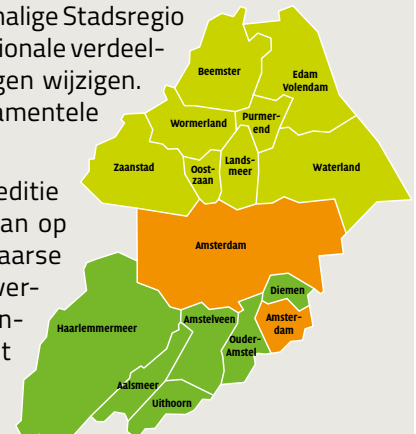 malige Stadsregio
ionale verdeel-
gen wijzigen.
amentele
editie
an op
aarse
ver-
n-
t
Beemster
Edam
Volendam
Purmer-
end
Wormerland
Zaanstad
Oost-
zaan
Lands-
meer
Waterland
Amsterdam
Diemen
Amster-
dam
Haarlemmermeer
Amstelveen
Ouder-
Amstel
Aalsmeer
Uithoorn